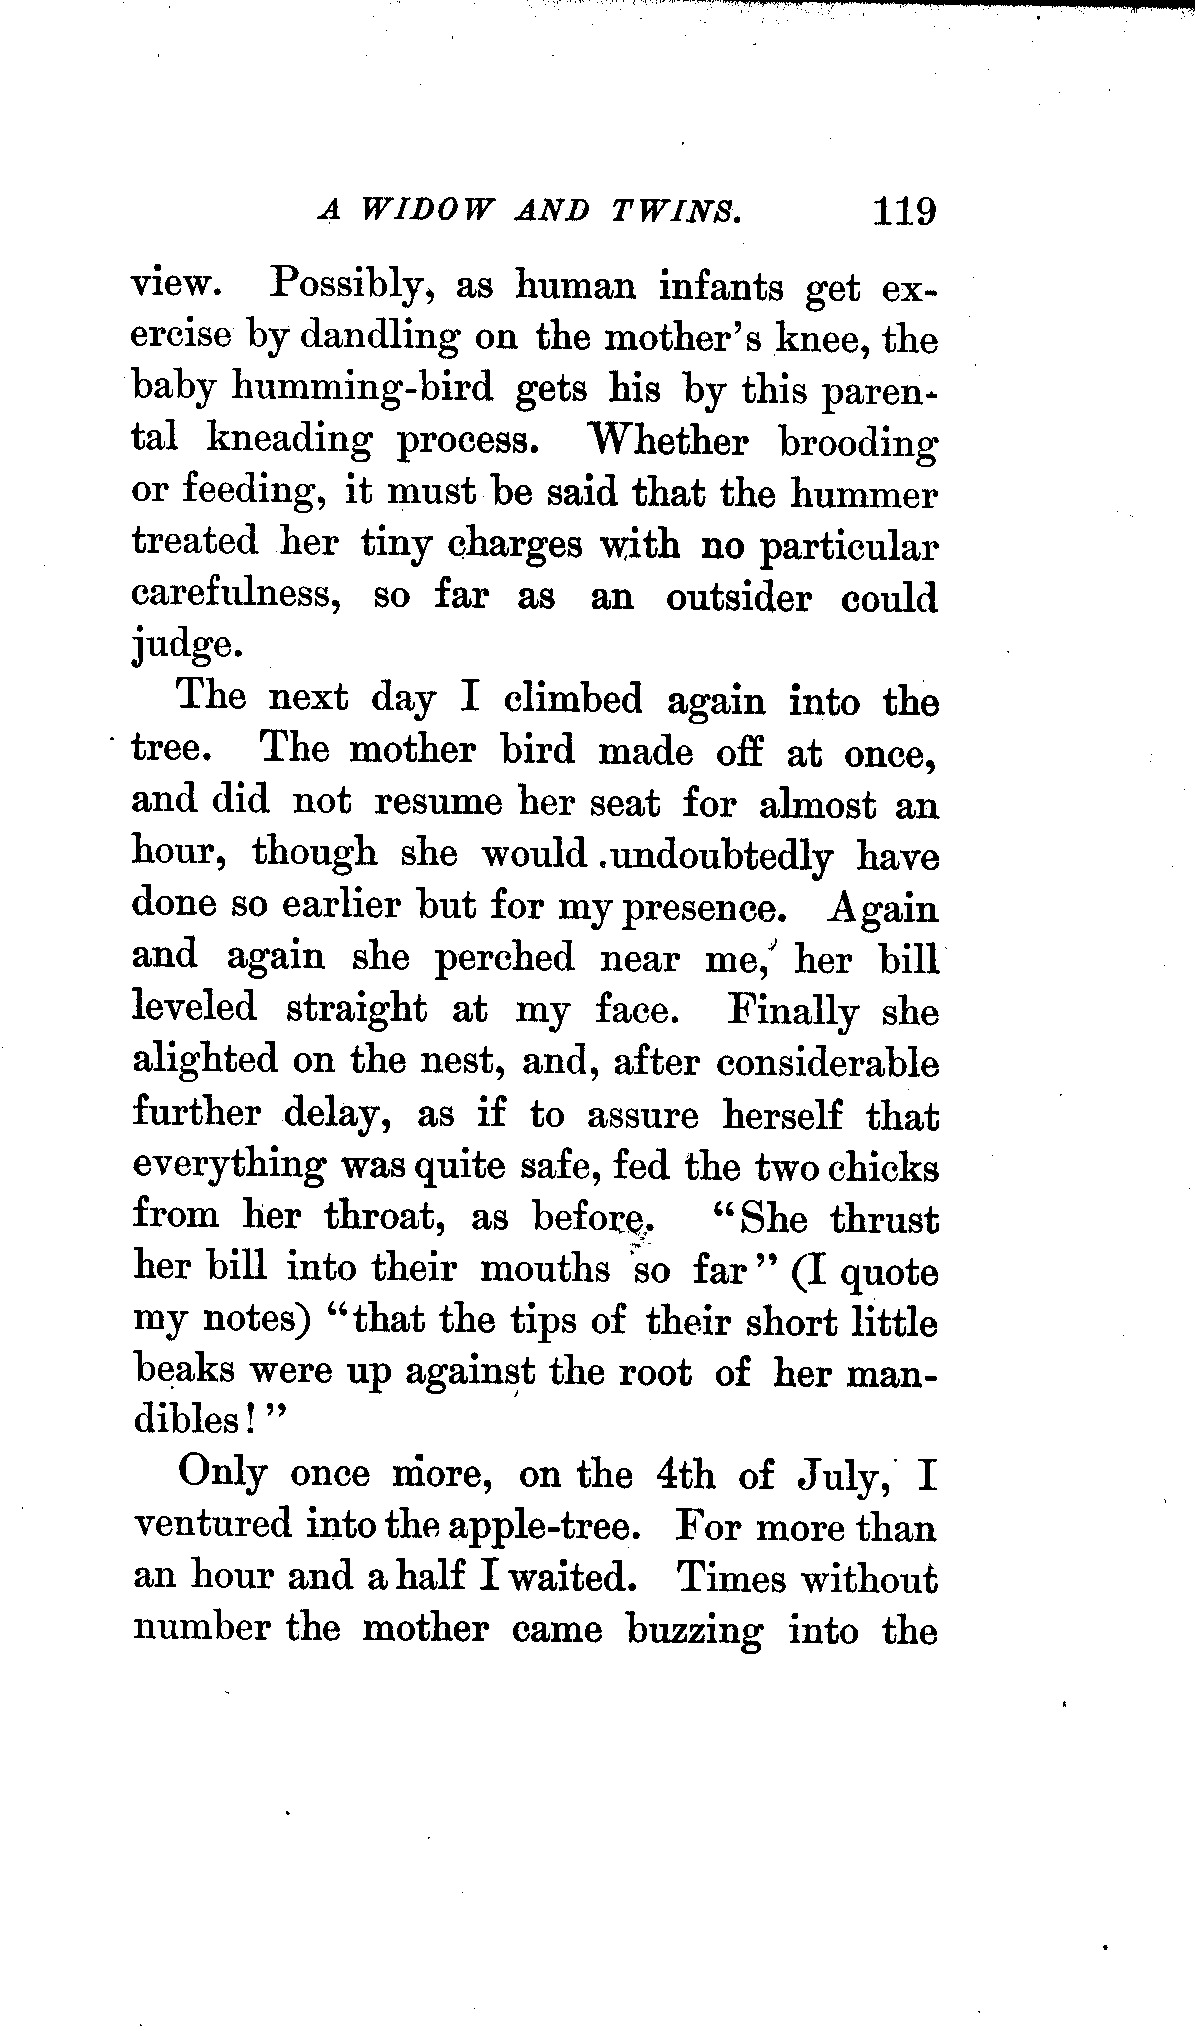 A WIDOW AND TWINS. 119
view. Possibly, as human infants get ex-
ercise by dandling on the mother's knee, the
baby humming-bird gets his by this paren-
tal kneading process. Whether brooding
or feeding, it must be said that the hummer
treated her tiny charges with no particular
carefulness, so far as an outsider could
judge.
The next day I climbed again into the
tree. The mother bird made off at once,
and did not resume her seat for almost an
hour, though she would undoubtedly have
done so earlier but for my presence. Again
and again she perched near me, her bill
leveled straight at my face. Finally she
alighted on the nest, and, after considerable
further delay, as if to assure herself that
everything was quite safe, fed the two chicks
from her throat, as before. "She thrust
her bill into their mouths so far" (I quote
my notes) "that the tips of their short little
beaks were up against the root of her man-
dibles!"
Only once more, on the 4th of July, I
ventured into the apple-tree. For more than
an hour and a half I waited. Times without
number the mother came buzzing into the